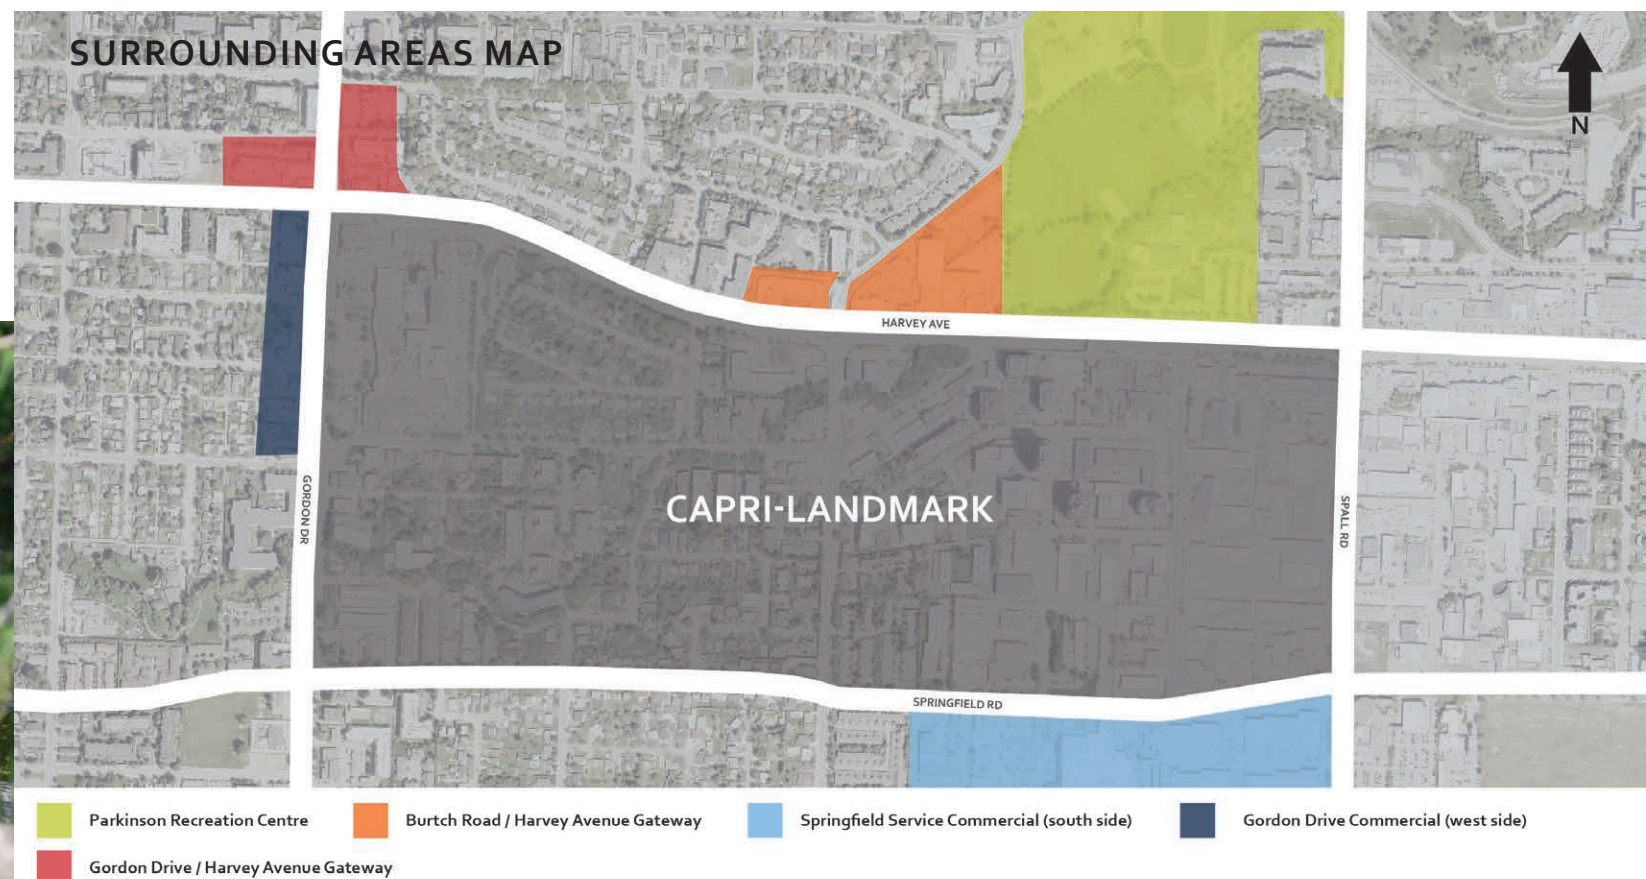 SURROUNDING AREAS MAP
N
HARVEY AVE
GORDON DR
CAPRI-LANDMARK
SPALL RD
SPRINGFIELD RD
Parkinson Recreation Centre
Burtch Road / Harvey Avenue Gateway
Springfield Service Commercial (south side)
Gordon Drive Commercial (west side)
Gordon Drive / Harvey Avenue Gateway